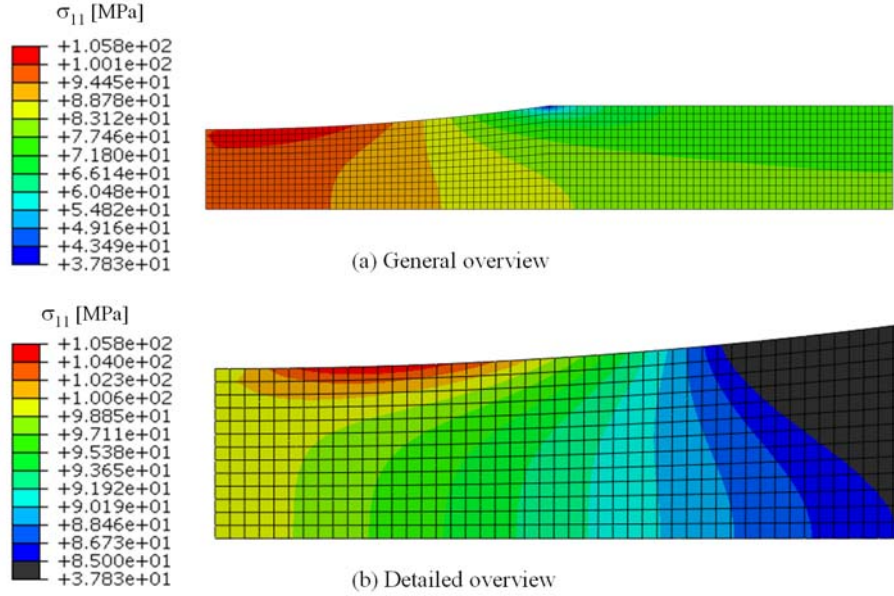 σ11 [MPa]
+1.058e+02
+1.001e+02
+9.445e+01
+8.878e+01
+8.312e+01
+7.746e+01
+7.180e+01
+6.614e+01
+6.048e+01
+5.482e+01
+4.916e+01
+4.349e+01
+3.783e+01
(a) General overview
σ11 [MPa]
+1.058e+02
+1.040e+02
+1.023e+02
+1.006e+02
+9.885e+01
+9.711e+01
+9.538e+01
+9.365e+01
+9.192e+01
+9.019e+01
+8.846e+01
+8.673e+01
+8.500e+01
+3.783e+01
(b) Detailed overview